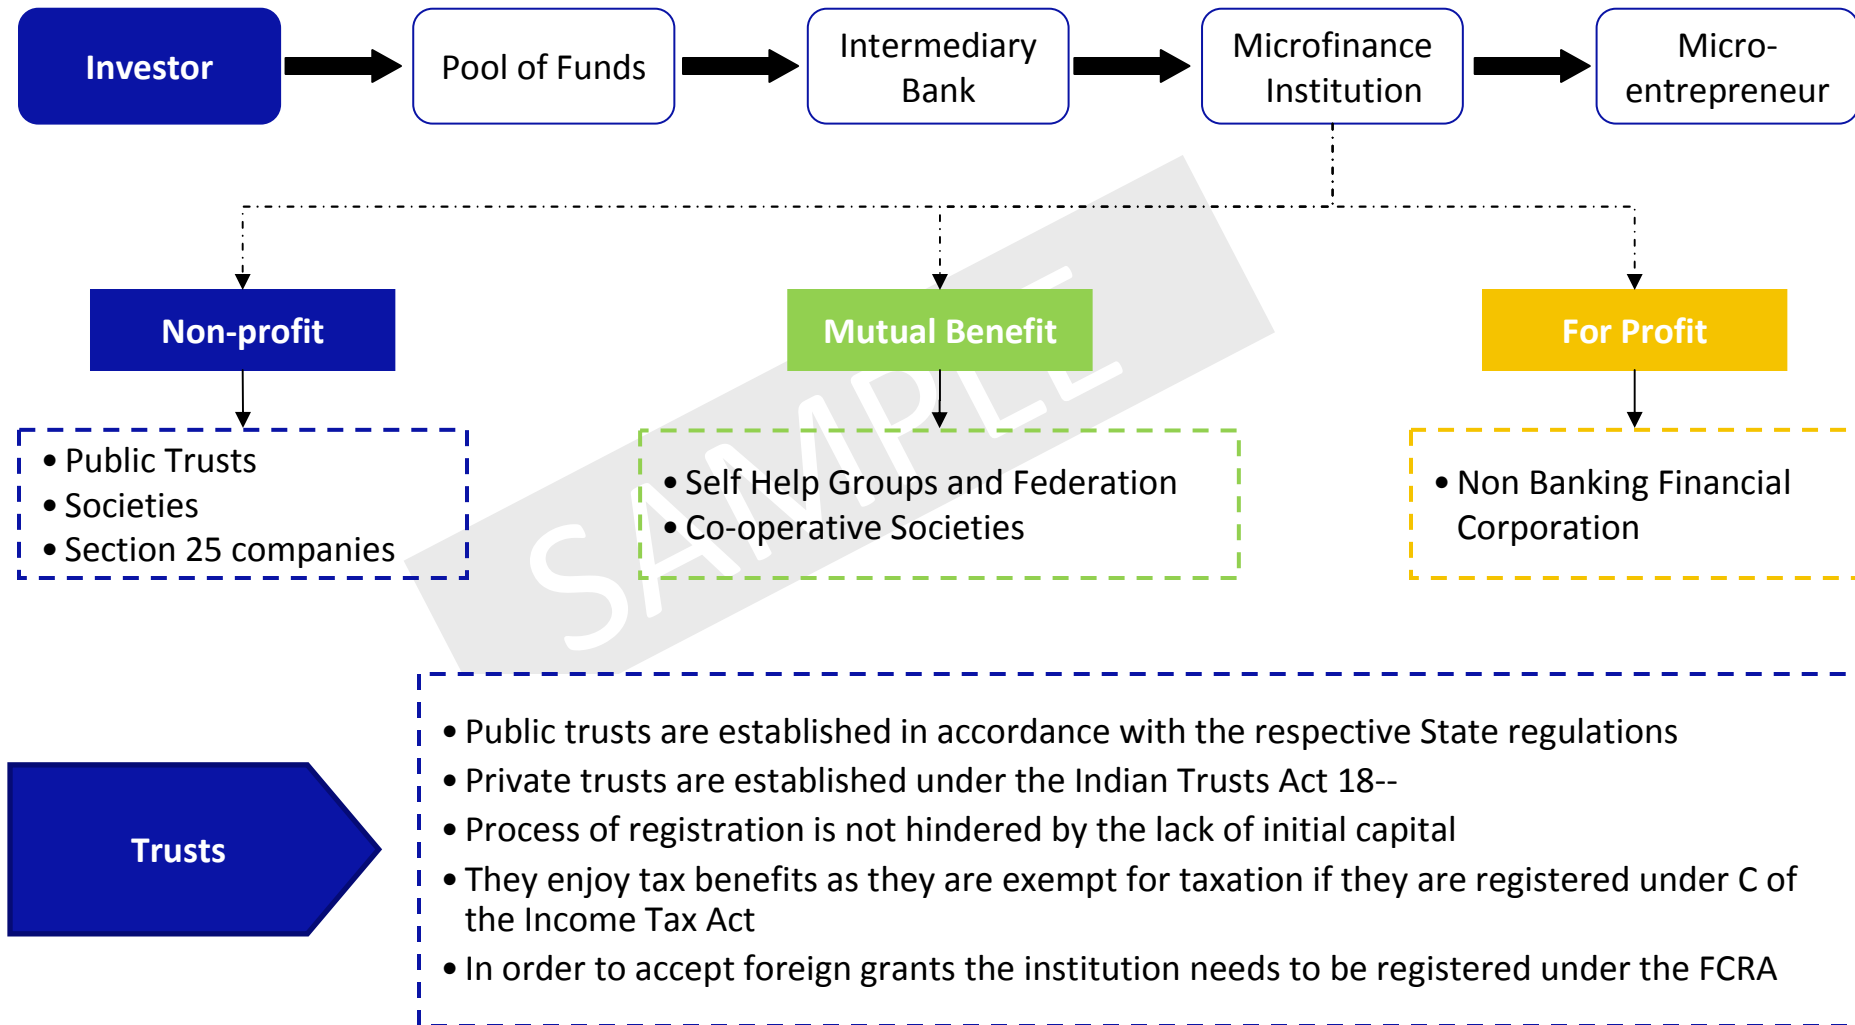 Investor
Pool of Funds
Intermediary
Bank
Microfinance
Institution
Micro-
entrepreneur
Non-profit
Mutual Benefit
For Profit
• Public Trusts
• Societies
• Section 25 companies
• Self Help Groups and Federation
• Co-operative Societies
• Non Banking Financial
Corporation
SAMPLE
Trusts
• Public trusts are established in accordance with the respective State regulations
• Private trusts are established under the Indian Trusts Act 18--
• Process of registration is not hindered by the lack of initial capital
• They enjoy tax benefits as they are exempt for taxation if they are registered under C of
the Income Tax Act
• In order to accept foreign grants the institution needs to be registered under the FCRA